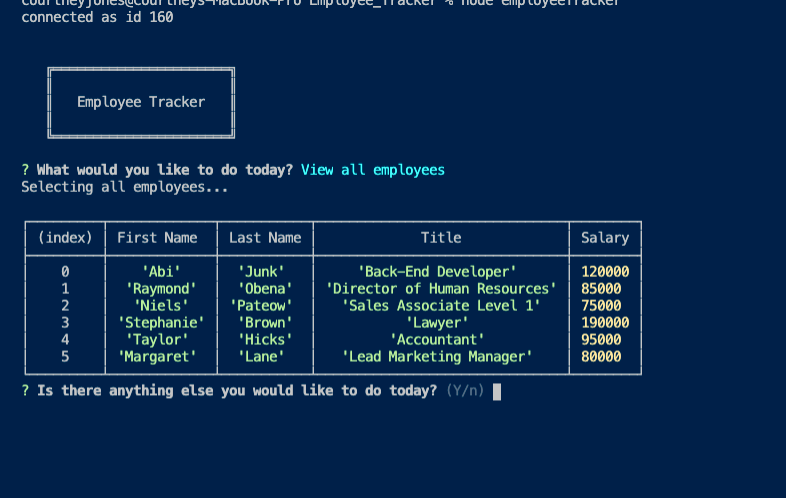 courtneyjones@Courtneys-MacBook-Pro Employee_Tracker % node employeeTracker
connected as id 160
Employee Tracker
? What would you like to do today? View all employees
Selecting all employees...
(index) First Name Last Name Title Salary
0 'Abi' 'Junk' 'Back-End Developer' 120000
1 'Raymond' 'Obena' 'Director of Human Resources' 85000
2 'Niels' 'Pateow' 'Sales Associate Level 1' 75000
3 'Stephanie' 'Brown' 'Lawyer' 190000
4 'Taylor' 'Hicks' 'Accountant' 95000
5 'Margaret' 'Lane' 'Lead Marketing Manager' 80000
? Is there anything else you would like to do today? (Y/n)